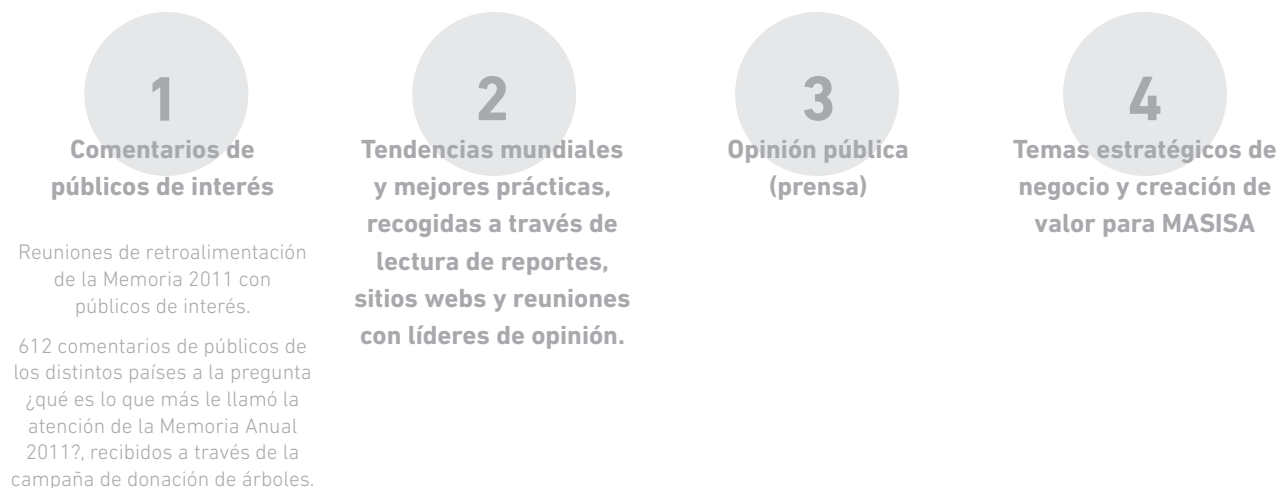 1
Comentarios de
públicos de interés
Reuniones de retroalimentación
de la Memoria 2011 con
públicos de interés.
612 comentarios de públicos de
los distintos países a la pregunta
¿qué es lo que más le llamó la
atención de la Memoria Anual
2011?, recibidos a través de la
campaña de donación de árboles.
2
Tendencias mundiales
y mejores prácticas,
recogidas a través de
lectura de reportes,
sitios webs y reuniones
con líderes de opinión.
3
Opinión pública
(prensa)
4
Temas estratégicos de
negocio y creación de
valor para MASISA